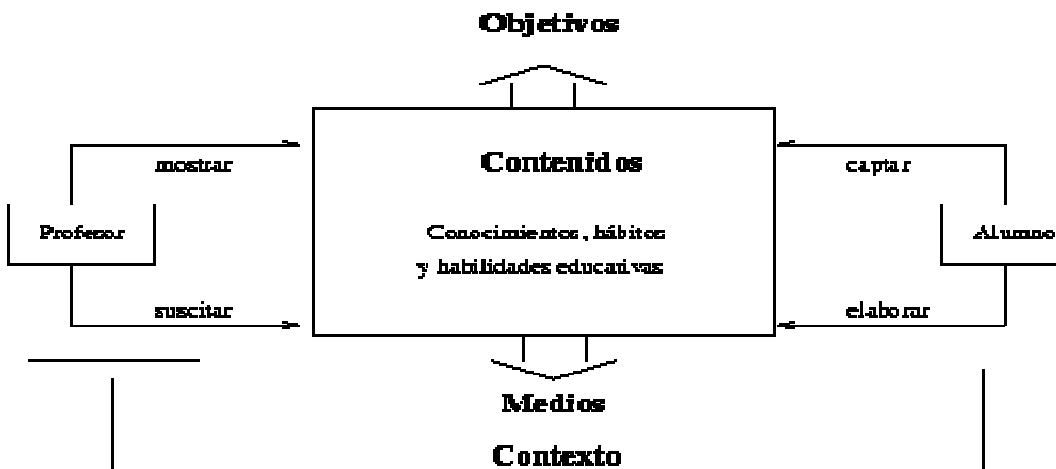 Objetivos
mostrar
Contenidos
captar
Profesor
Conocimientos, hábitos
y habilidades educativas
Alumno
suscitar
elaborar
Medios
Contexto